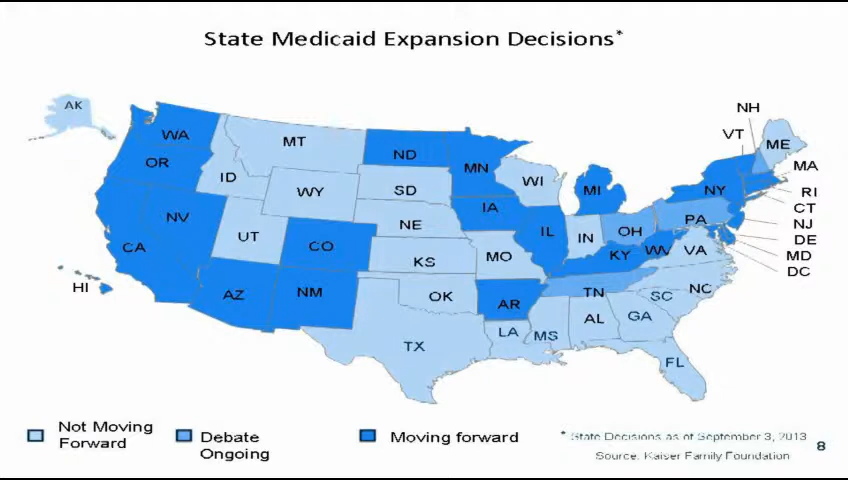 State Medicaid Expansion Decisions*
AK
WA
MT
ND
MN
OR
ID
WY
SD
WI
MI
NH
VT
ME
MA
NY
RI
CT
NJ
DE
MD
DC
NV
UT
CO
NE
IA
IL
IN
OH
PA
CA
KS
MO
KY
WV
VA
HI
AZ
NM
OK
AR
TN
NC
SC
TX
LA
MS
AL
GA
FL
Not Moving
Forward
Debate
Ongoing
Moving forward
* State Decisions as of September 3, 2013
Source: Kaiser Family Foundation
8